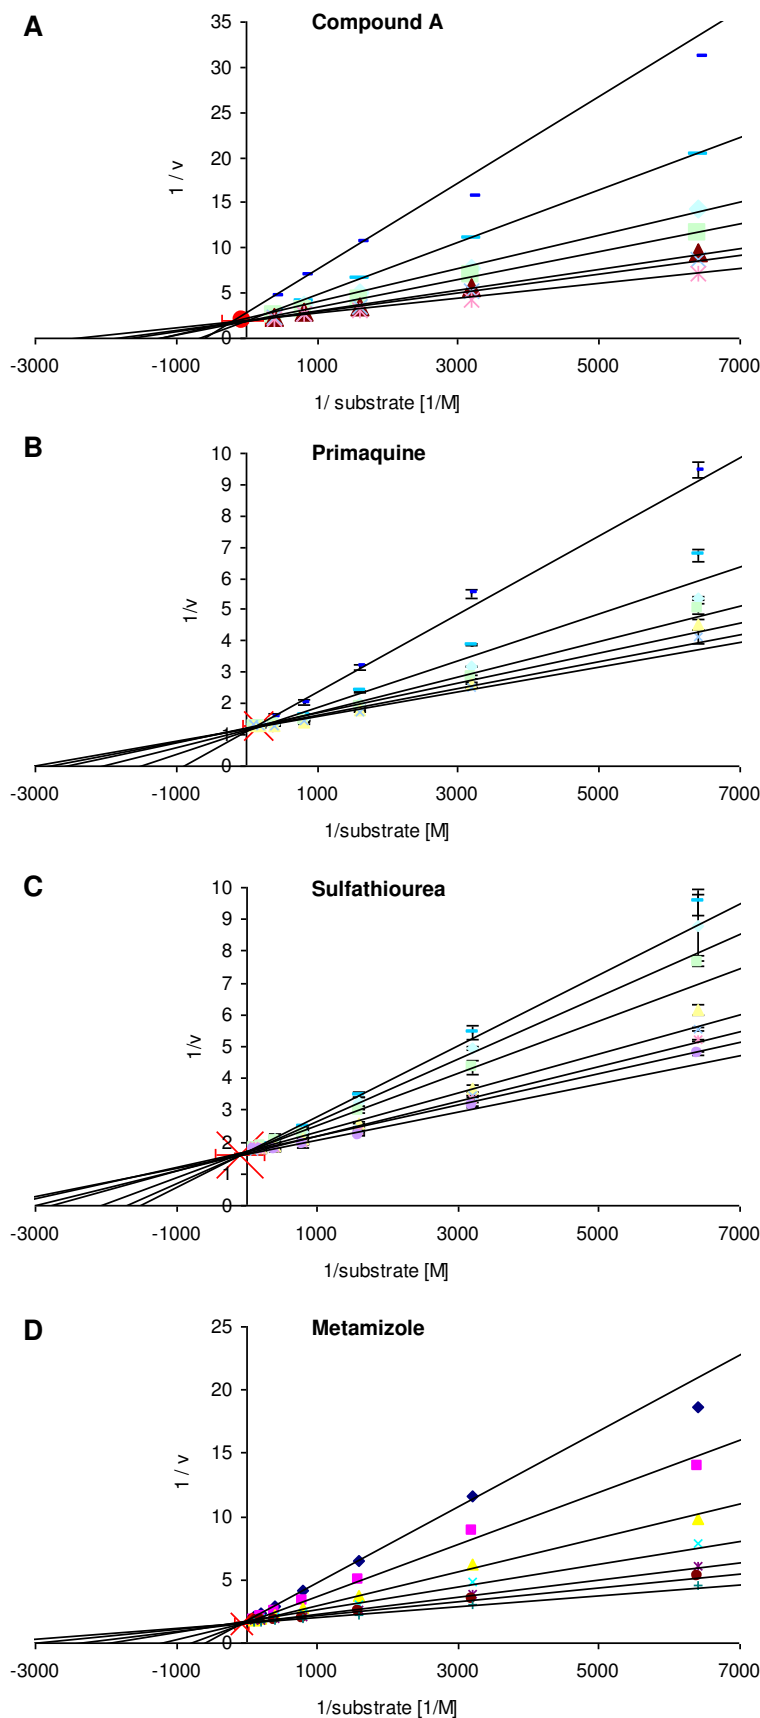 A
Compound A
35
30
25
20
15
10
5
0
1 / v
-3000 -1000 1000 3000 5000 7000
1/ substrate [1/M]
B
Primaquine
10
9
8
7
6
5
4
3
2
1
0
1/v
-3000 -1000 1000 3000 5000 7000
1/substrate [M]
C
Sulfathiourea
10
9
8
7
6
5
4
3
2
1
0
1/v
-3000 -1000 1000 3000 5000 7000
1/substrate [M]
D
Metamizole
25
20
15
10
5
0
1 / v
-3000 -1000 1000 3000 5000 7000
1/substrate [1/M]